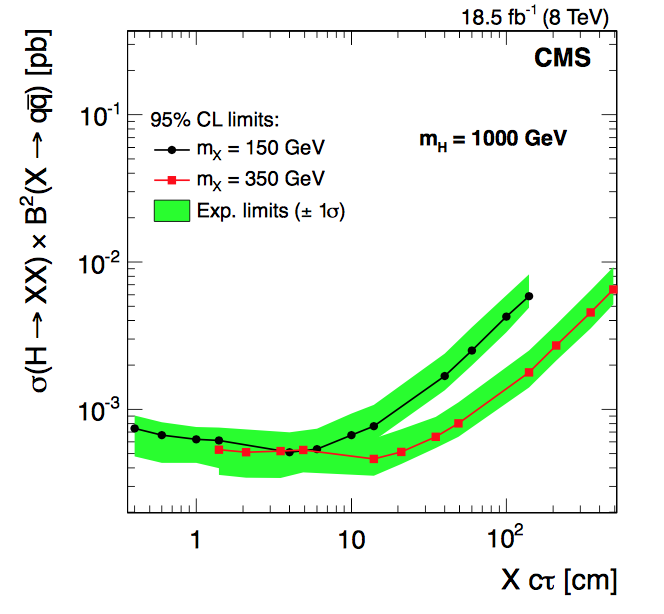 18.5 fb⁻¹ (8 TeV)
CMS
σ(H → XX) × B²(X → qq̅) [pb]
95% CL limits:
m_X = 150 GeV
m_X = 350 GeV
Exp. limits (± 1σ)
m_H = 1000 GeV
10⁻¹
10⁻²
10⁻³
1 10 10²
X cτ [cm]